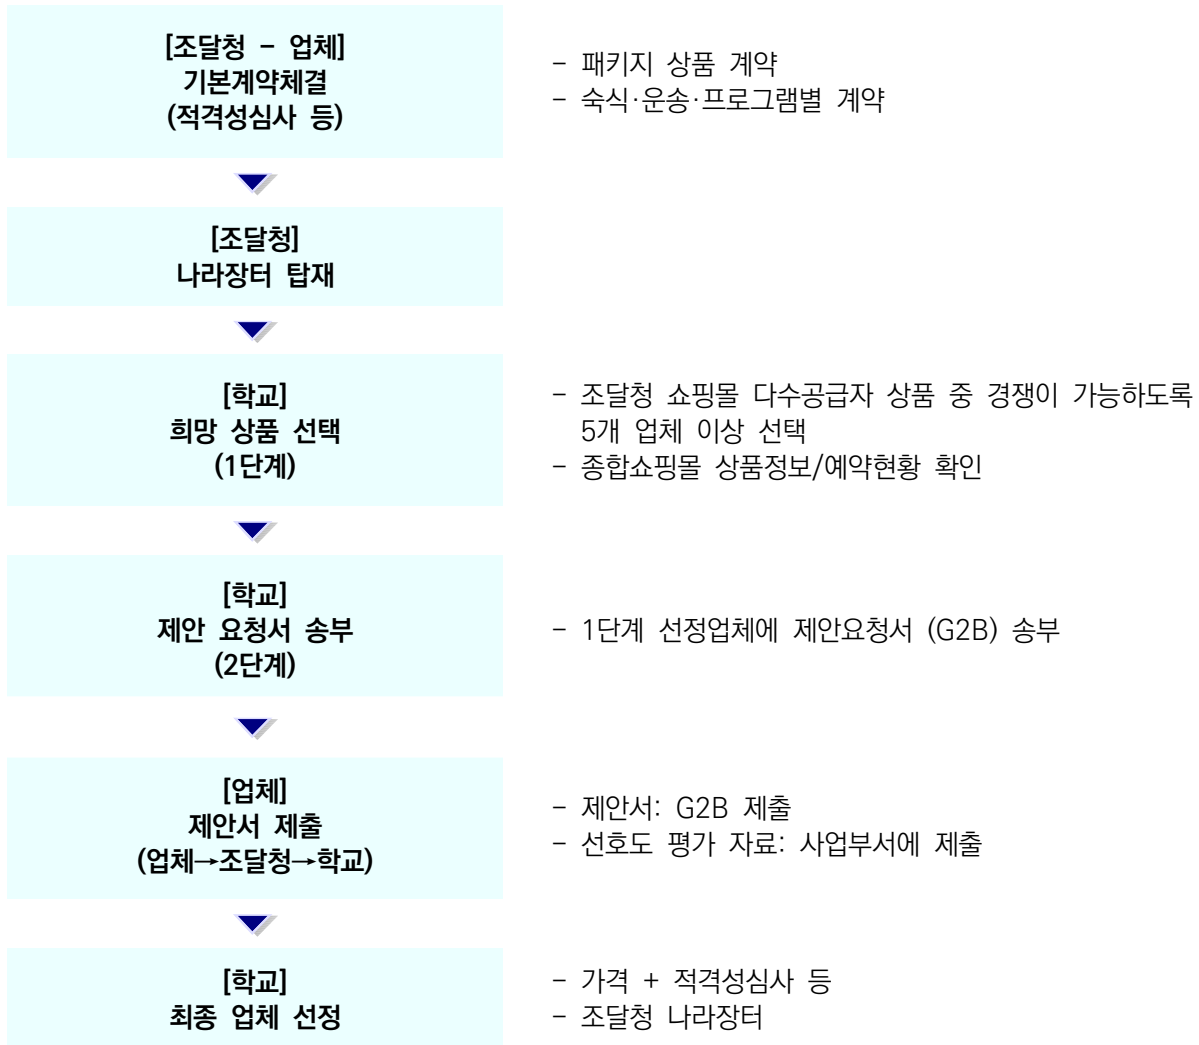 [조달청 - 업체]
기본계약체결
(적격성심사 등)
- 패키지 상품 계약
- 숙식·운송·프로그램별 계약
[조달청]
나라장터 탑재
[학교]
희망 상품 선택
(1단계)
- 조달청 쇼핑몰 다수공급자 상품 중 경쟁이 가능하도록
5개 업체 이상 선택
- 종합쇼핑몰 상품정보/예약현황 확인
[학교]
제안 요청서 송부
(2단계)
- 1단계 선정업체에 제안요청서 (G2B) 송부
[업체]
제안서 제출
(업체→조달청→학교)
- 제안서: G2B 제출
- 선호도 평가 자료: 사업부서에 제출
[학교]
최종 업체 선정
- 가격 + 적격성심사 등
- 조달청 나라장터